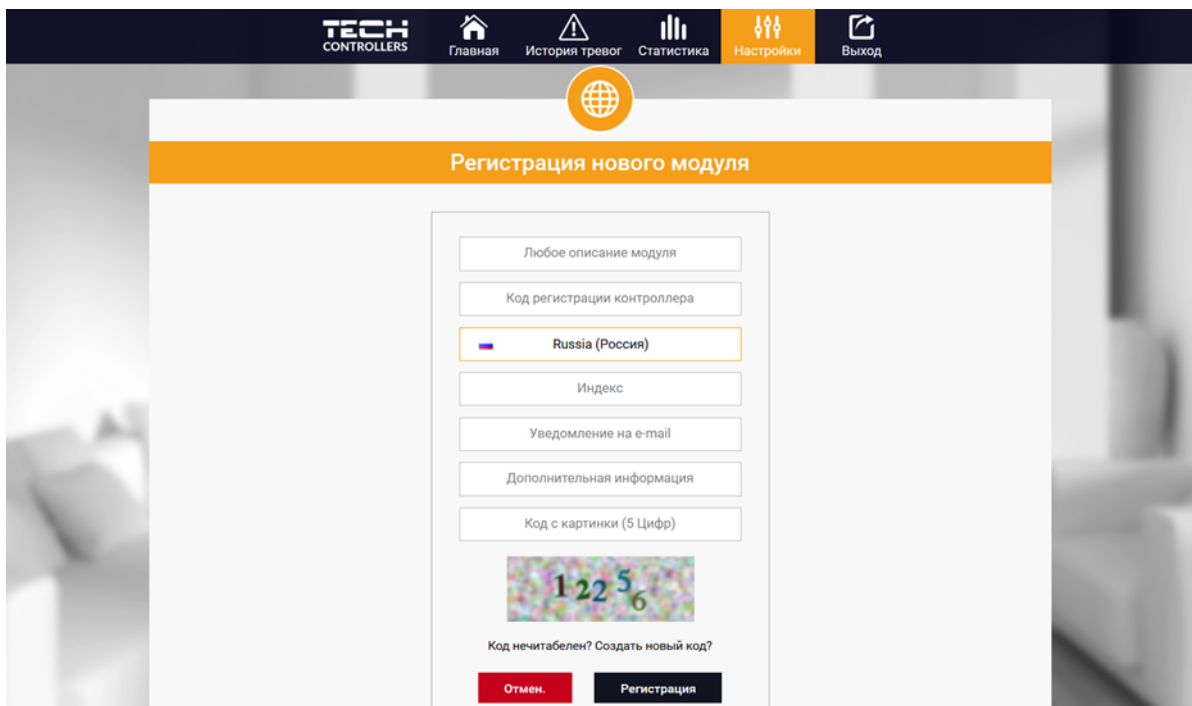 TECH
CONTROLLERS
Главная
История тревог
Статистика
Настройки
Выход
Регистрация нового модуля
Любое описание модуля
Код регистрации контроллера
Russia (Россия)
Индекс
Уведомление на e-mail
Дополнительная информация
Код с картинки (5 Цифр)
12256
Код нечитабелен? Создать новый код?
Отмен.
Регистрация